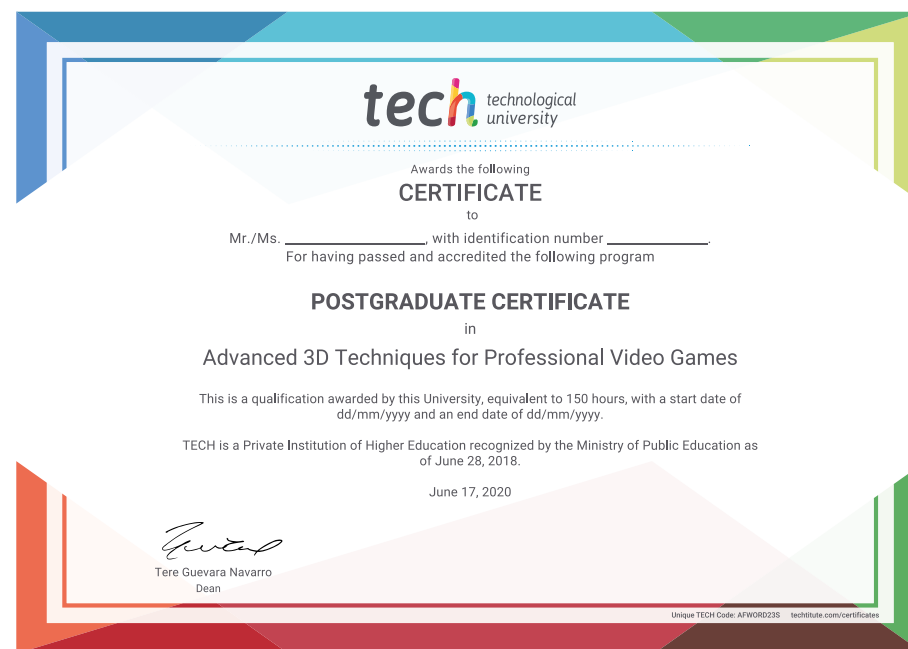 tech technological
university
Awards the following
CERTIFICATE
to
Mr./Ms. ____________________, with identification number ______________.
For having passed and accredited the following program
POSTGRADUATE CERTIFICATE
in
Advanced 3D Techniques for Professional Video Games
This is a qualification awarded by this University, equivalent to 150 hours, with a start date of
dd/mm/yyyy and an end date of dd/mm/yyyy.
TECH is a Private Institution of Higher Education recognized by the Ministry of Public Education as
of June 28, 2018.
June 17, 2020
Tere Guevara Navarro
Dean
Unique TECH Code: AFWORD23S techtitute.com/certificates